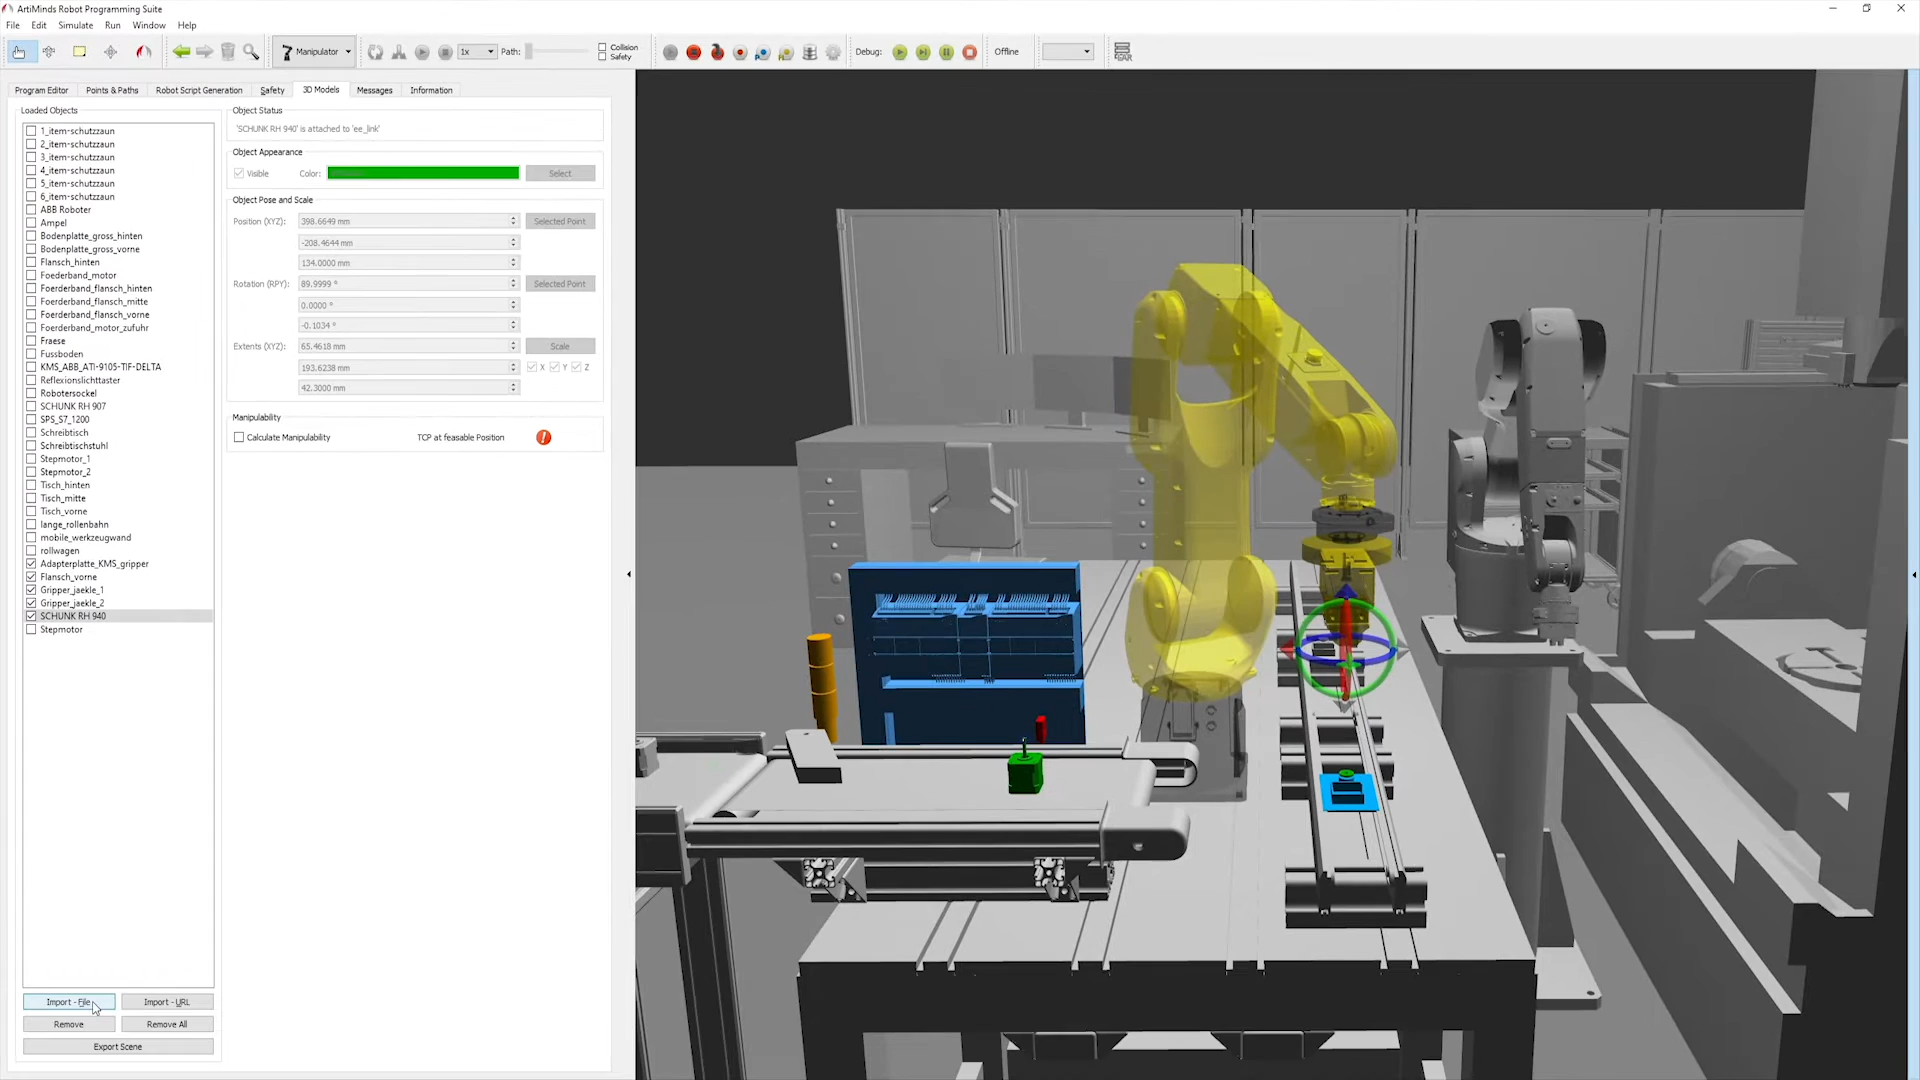 ArtiMinds Robot Programming Suite
File Edit Simulate Run Window Help
Manipulator 1x Path: Collision Safety Debug: Offline
Program Editor Points & Paths Robot Script Generation Safety 3D Models Messages Information
Loaded Objects
1_item-schutzzaun
2_item-schutzzaun
3_item-schutzzaun
4_item-schutzzaun
5_item-schutzzaun
6_item-schutzzaun
ABB Roboter
Ampel
Bodenplatte_gross_hinten
Bodenplatte_gross_vorne
Flansch_hinten
Foederband_motor
Foerderband_flansch_hinten
Foerderband_flansch_mitte
Foerderband_flansch_vorne
Foerderband_motor_zufuhr
Fraese
Fussboden
KMS_ABB_ATI-9105-TIF-DELTA
Reflexionslichttaster
Robotersockel
SCHUNK RH 907
SPS_S7_1200
Schreibtisch
Schreibtischstuhl
Stepmotor_1
Stepmotor_2
Tisch_hinten
Tisch_mitte
Tisch_vorne
lange_rollenbahn
mobile_werkzeugwand
rollwagen
Adapterplatte_KMS_gripper
Flansch_vorne
Gripper_jaekle_1
Gripper_jaekle_2
SCHUNK RH 940
Stepmotor
Import - File Import - URL
Remove Remove All
Export Scene
Object Status
'SCHUNK RH 940' is attached to 'ee_link'
Object Appearance
Visible Color: Select
Object Pose and Scale
Position (XYZ): 398.6649 mm Selected Point
-208.4644 mm
134.0000 mm
Rotation (RPY): 89.9999 ° Selected Point
0.0000 °
-0.1034 °
Extents (XYZ): 65.4618 mm Scale
193.6238 mm X Y Z
42.3000 mm
Manipulability
Calculate Manipulability TCP at feasable Position